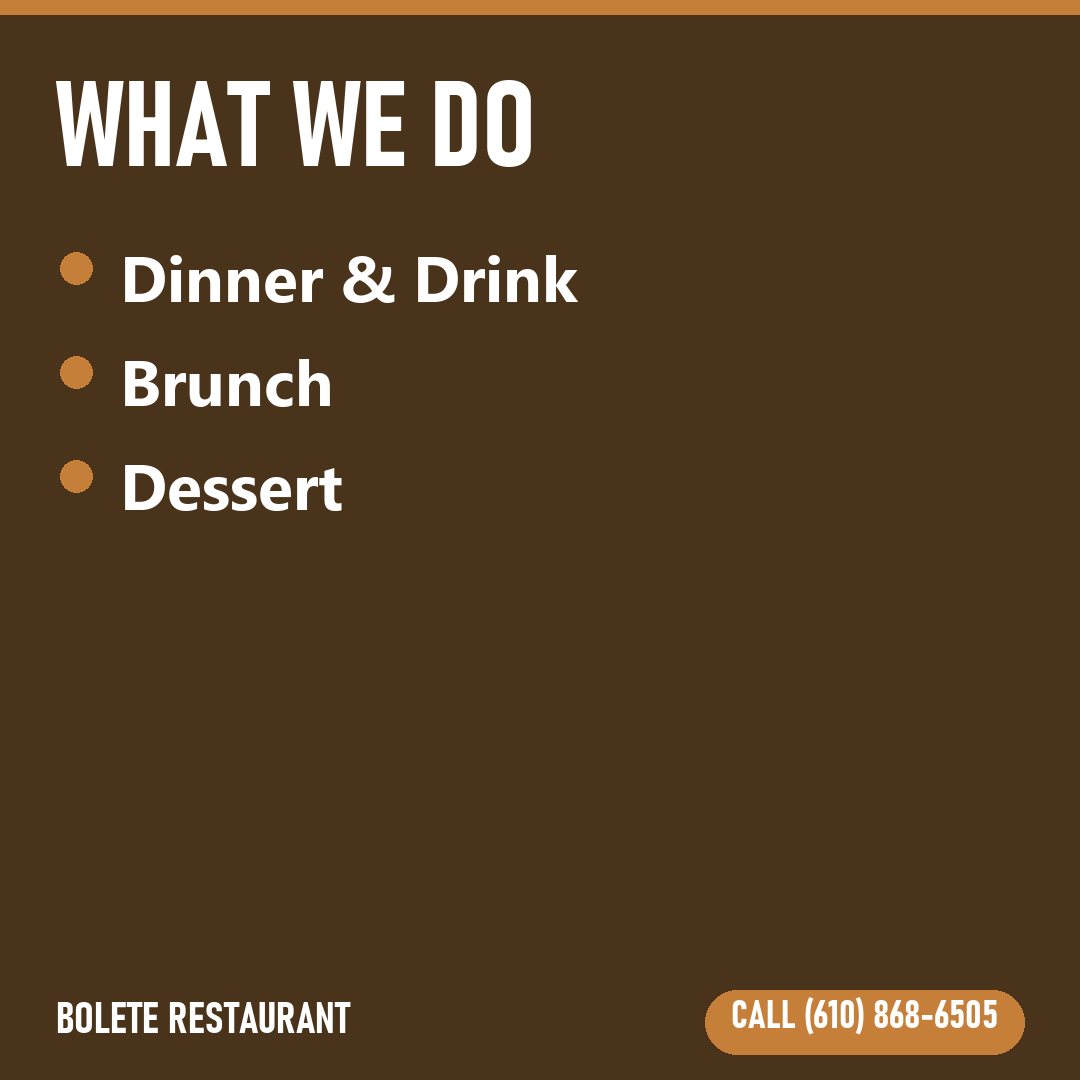 WHAT WE DO
Dinner & Drink
Brunch
Dessert
BOLETE RESTAURANT
CALL (610) 868-6505